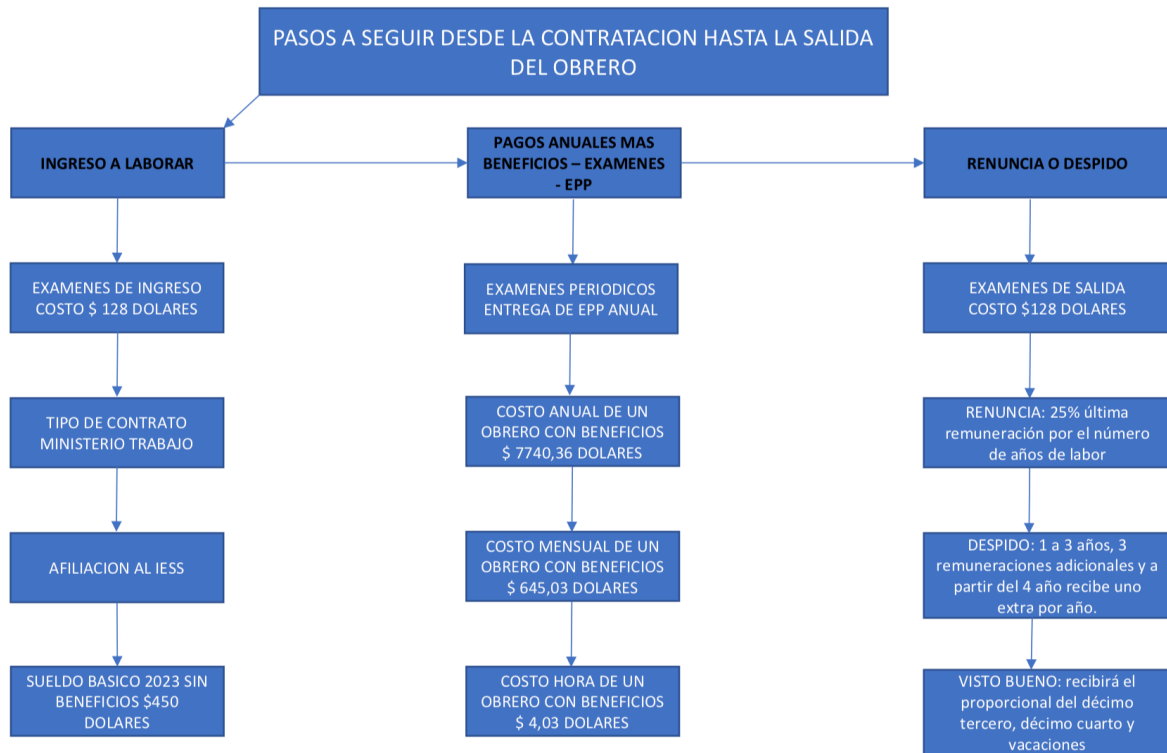 PASOS A SEGUIR DESDE LA CONTRATACION HASTA LA SALIDA
DEL OBRERO
INGRESO A LABORAR
EXAMENES DE INGRESO
COSTO $ 128 DOLARES
TIPO DE CONTRATO
MINISTERIO TRABAJO
AFILIACION AL IESS
SUELDO BASICO 2023 SIN
BENEFICIOS $450
DOLARES
PAGOS ANUALES MAS
BENEFICIOS – EXAMENES
- EPP
EXAMENES PERIODICOS
ENTREGA DE EPP ANUAL
COSTO ANUAL DE UN
OBRERO CON BENEFICIOS
$ 7740,36 DOLARES
COSTO MENSUAL DE UN
OBRERO CON BENEFICIOS
$ 645,03 DOLARES
COSTO HORA DE UN
OBRERO CON BENEFICIOS
$ 4,03 DOLARES
RENUNCIA O DESPIDO
EXAMENES DE SALIDA
COSTO $128 DOLARES
RENUNCIA: 25% última
remuneración por el número
de años de labor
DESPIDO: 1 a 3 años, 3
remuneraciones adicionales y a
partir del 4 año recibe uno
extra por año.
VISTO BUENO: recibirá el
proporcional del décimo
tercero, décimo cuarto y
vacaciones